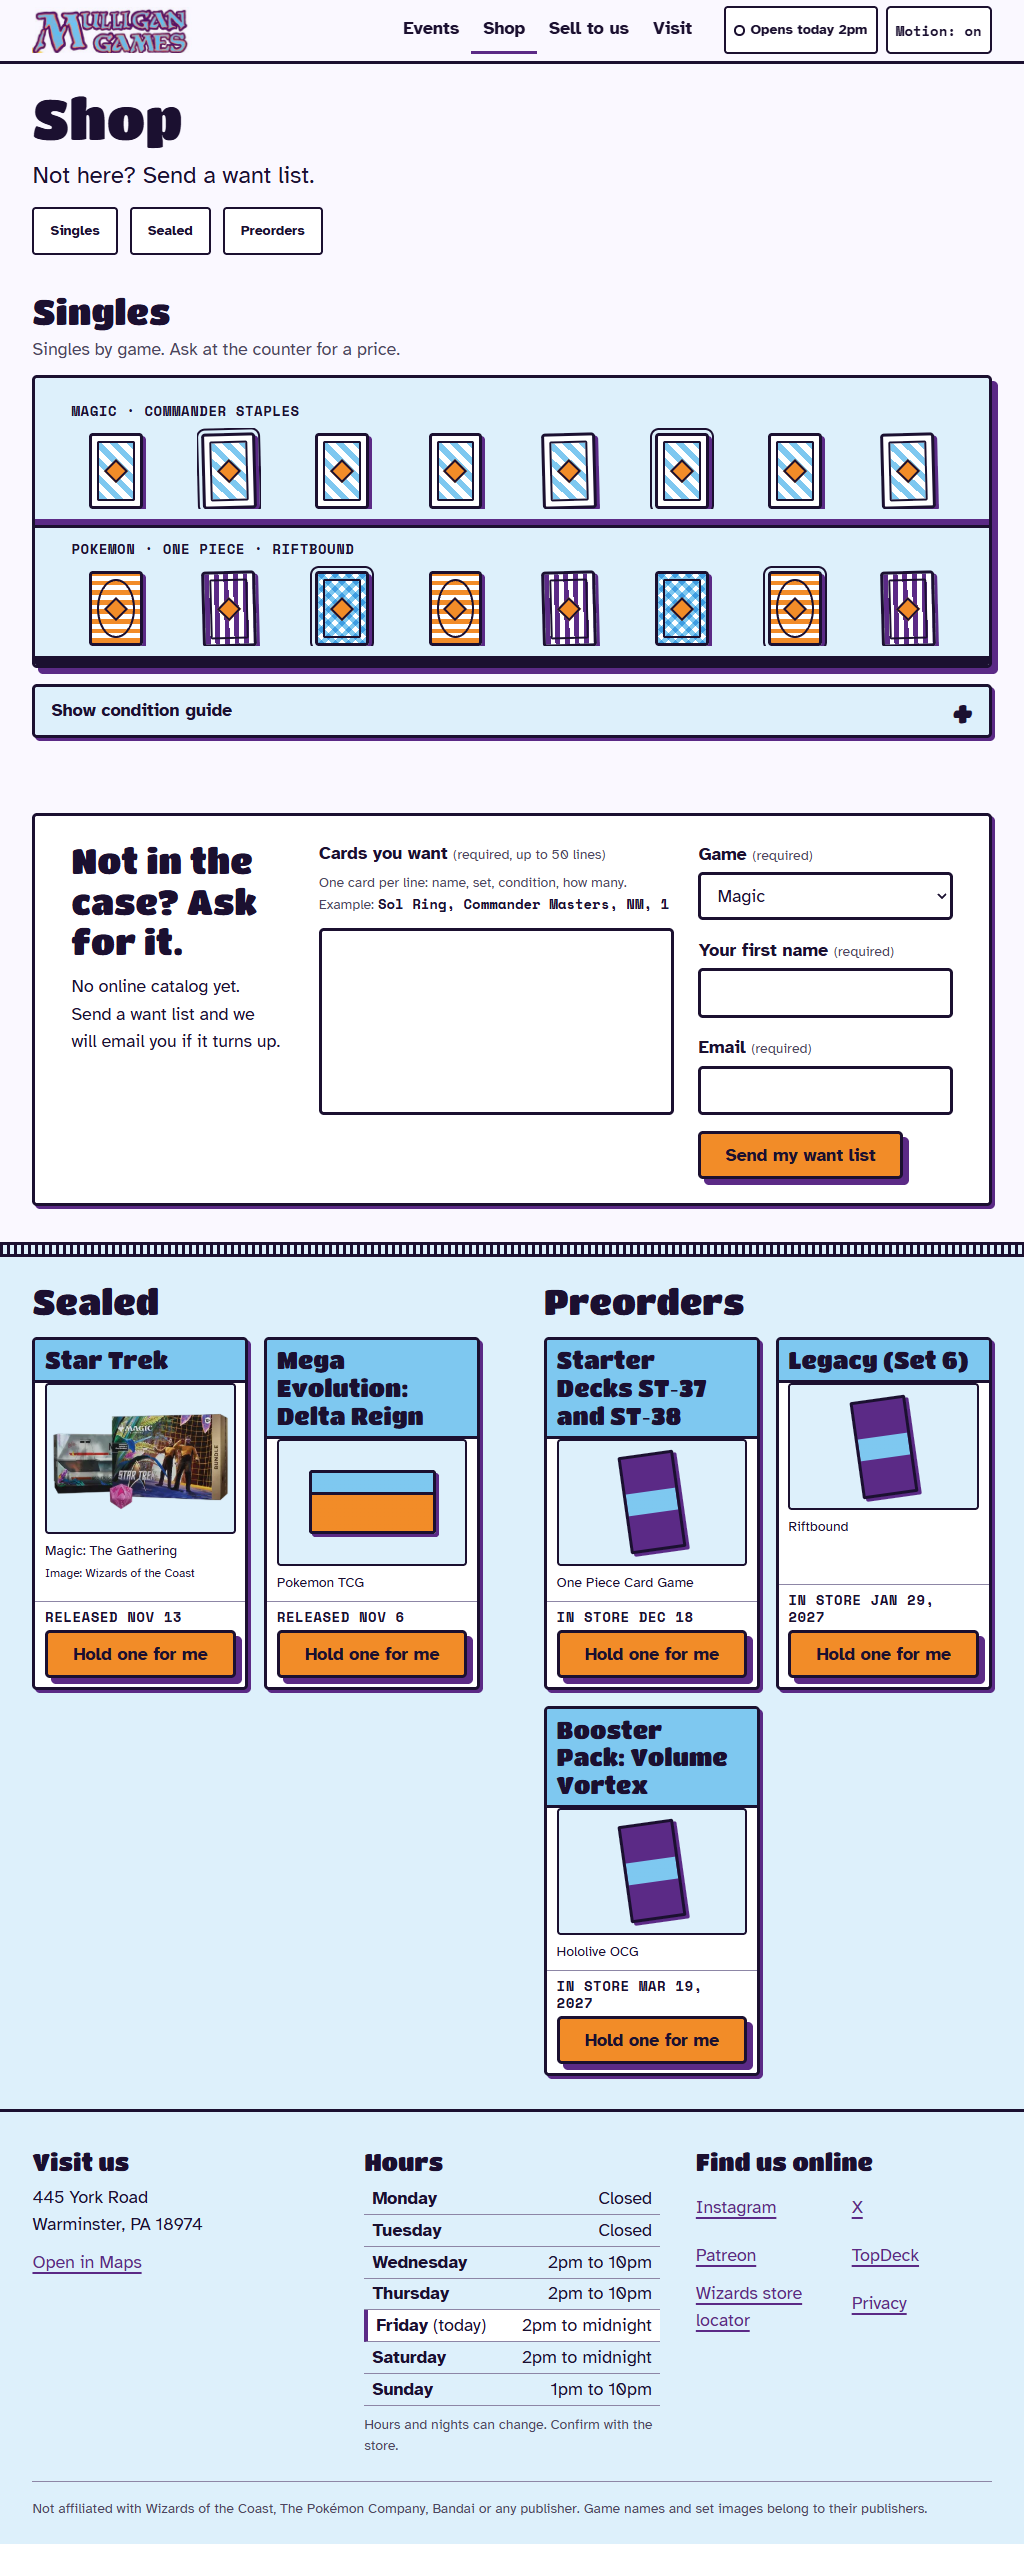 MULLIGAN GAMES
Events
Shop
Sell to us
Visit
Opens today 2pm
Motion: on
Shop
Not here? Send a want list.
Singles
Sealed
Preorders
Singles
Singles by game. Ask at the counter for a price.
MAGIC · COMMANDER STAPLES
POKEMON · ONE PIECE · RIFTBOUND
Show condition guide
Not in the
case? Ask
for it.
No online catalog yet.
Send a want list and we
will email you if it turns up.
Cards you want (required, up to 50 lines)
One card per line: name, set, condition, how many.
Example: Sol Ring, Commander Masters, NM, 1
Game (required)
Magic
Your first name (required)
Email (required)
Send my want list
Sealed
Star Trek
MAGIC
STAR TREK
BUNDLE
Magic: The Gathering
Image: Wizards of the Coast
RELEASED NOV 13
Hold one for me
Mega
Evolution:
Delta Reign
Pokemon TCG
RELEASED NOV 6
Hold one for me
Preorders
Starter
Decks ST-37
and ST-38
One Piece Card Game
IN STORE DEC 18
Hold one for me
Legacy (Set 6)
Riftbound
IN STORE JAN 29,
2027
Hold one for me
Booster
Pack: Volume
Vortex
Hololive OCG
IN STORE MAR 19,
2027
Hold one for me
Visit us
445 York Road
Warminster, PA 18974
Open in Maps
Hours
Monday Closed
Tuesday Closed
Wednesday 2pm to 10pm
Thursday 2pm to 10pm
Friday (today) 2pm to midnight
Saturday 2pm to midnight
Sunday 1pm to 10pm
Hours and nights can change. Confirm with the
store.
Find us online
Instagram
X
Patreon
TopDeck
Wizards store
locator
Privacy
Not affiliated with Wizards of the Coast, The Pokémon Company, Bandai or any publisher. Game names and set images belong to their publishers.